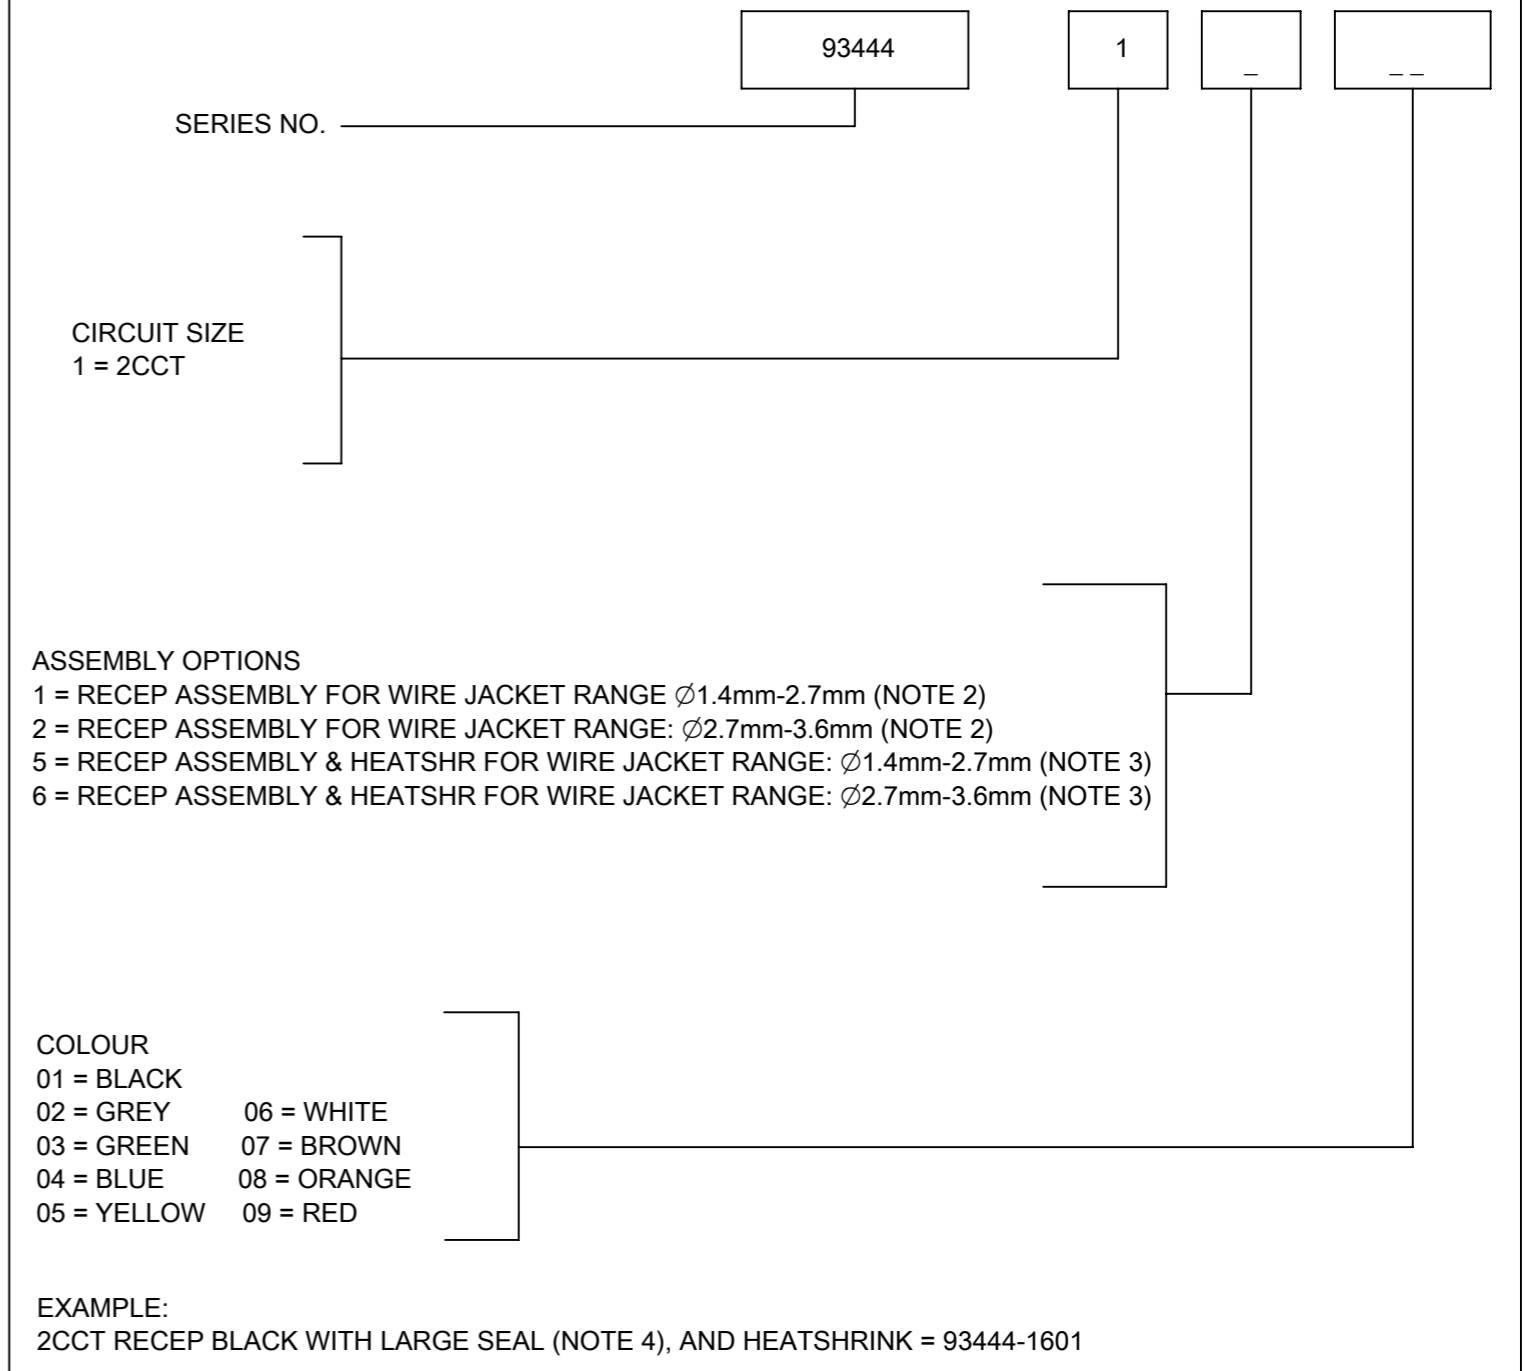 93444 1 _ _ _
SERIES NO.
CIRCUIT SIZE
1 = 2CCT
ASSEMBLY OPTIONS
1 = RECEP ASSEMBLY FOR WIRE JACKET RANGE ∅1.4mm-2.7mm (NOTE 2)
2 = RECEP ASSEMBLY FOR WIRE JACKET RANGE: ∅2.7mm-3.6mm (NOTE 2)
5 = RECEP ASSEMBLY & HEATSHR FOR WIRE JACKET RANGE: ∅1.4mm-2.7mm (NOTE 3)
6 = RECEP ASSEMBLY & HEATSHR FOR WIRE JACKET RANGE: ∅2.7mm-3.6mm (NOTE 3)
COLOUR
01 = BLACK
02 = GREY 06 = WHITE
03 = GREEN 07 = BROWN
04 = BLUE 08 = ORANGE
05 = YELLOW 09 = RED
EXAMPLE:
2CCT RECEP BLACK WITH LARGE SEAL (NOTE 4), AND HEATSHRINK = 93444-1601